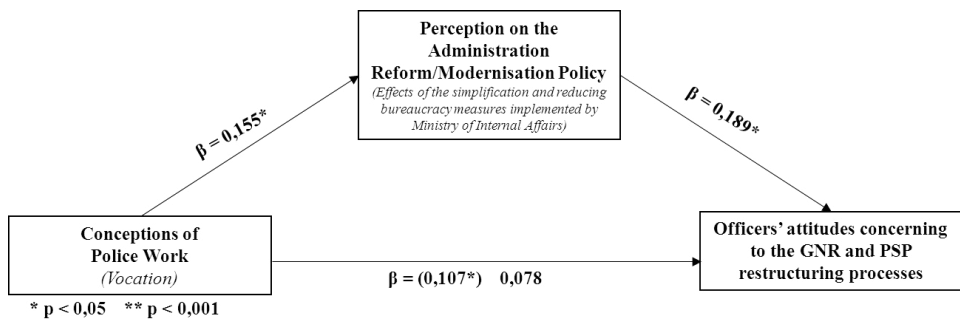 Perception on the
Administration
Reform/Modernisation Policy
(Effects of the simplification and reducing
bureaucracy measures implemented by
Ministry of Internal Affairs)
β = 0,155*
β = 0,189*
Conceptions of
Police Work
(Vocation)
Officers’ attitudes concerning
to the GNR and PSP
restructuring processes
β = (0,107*) 0,078
* p < 0,05 ** p < 0,001